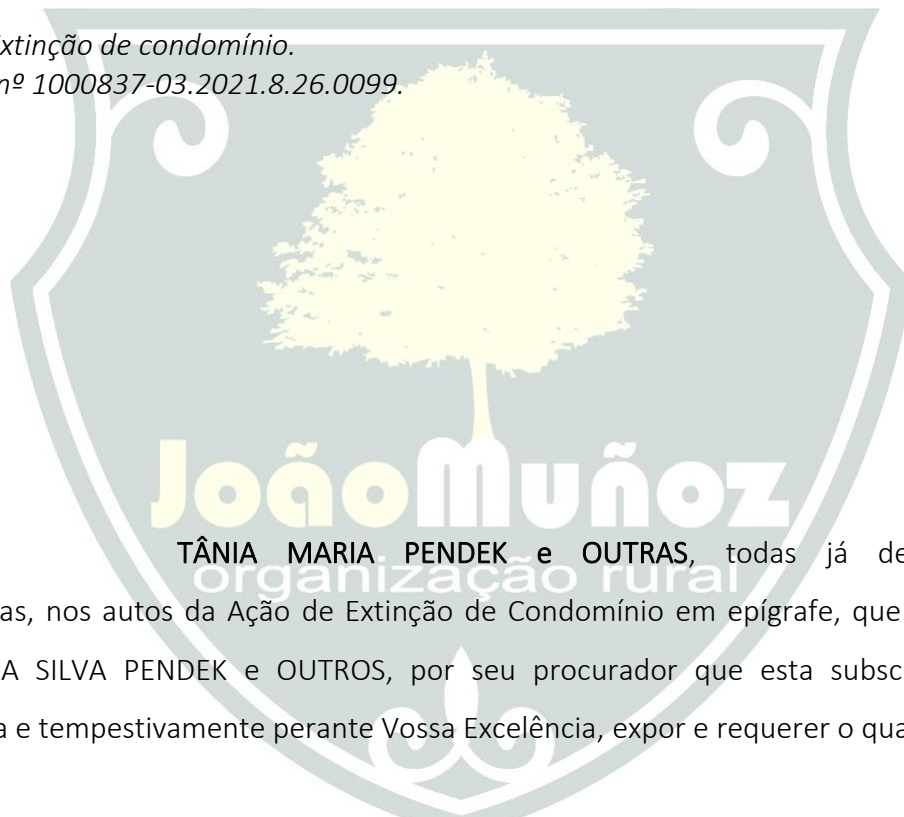 xtinção de condomínio.
nº 1000837-03.2021.8.26.0099.
JoãoMuñoz
organização rural
TÂNIA MARIA PENDEK e OUTRAS, todas já de
as, nos autos da Ação de Extinção de Condomínio em epígrafe, que
A SILVA PENDEK e OUTROS, por seu procurador que esta subsc
a e tempestivamente perante Vossa Excelência, expor e requerer o qua